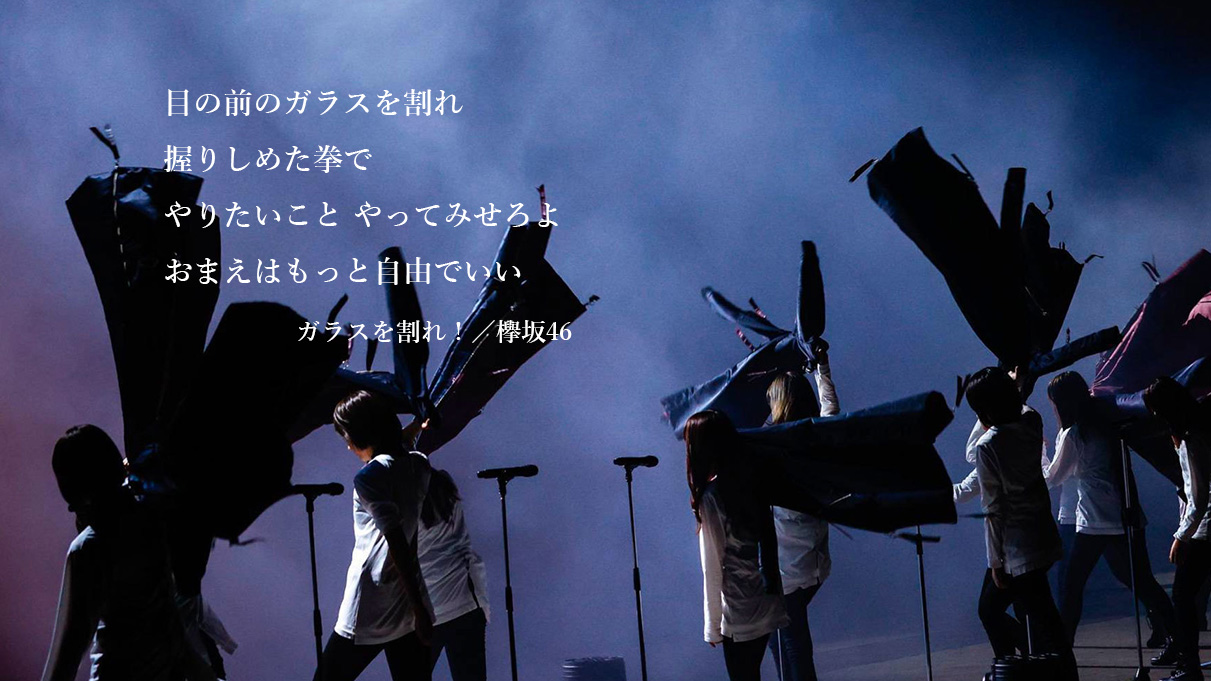 目の前のガラスを割れ
握りしめた拳で
やりたいこと やってみせろよ
おまえはもっと自由でいい
ガラスを割れ！／欅坂46